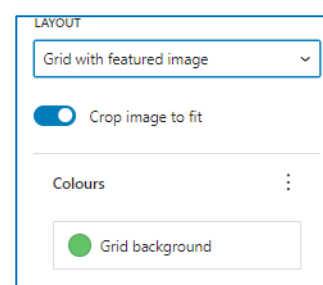 LAYOUT
Grid with featured image
Crop image to fit
Colours
Grid background